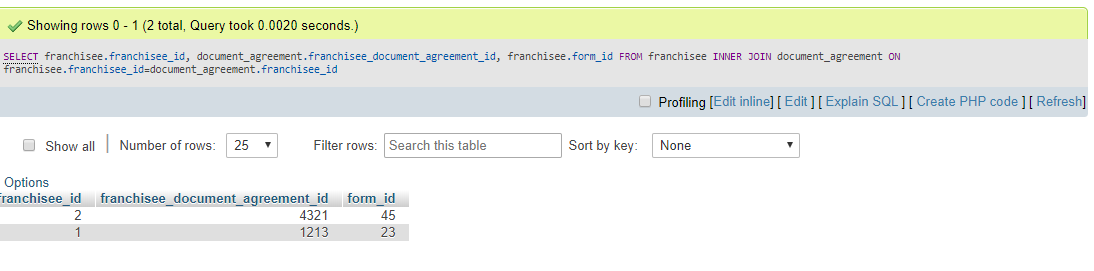 Showing rows 0 - 1 (2 total, Query took 0.0020 seconds.)
SELECT franchisee.franchisee_id, document_agreement.franchisee_document_agreement_id, franchisee.form_id FROM franchisee INNER JOIN document_agreement ON
franchisee.franchisee_id=document_agreement.franchisee_id
Profiling [Edit inline] [ Edit ] [ Explain SQL ] [ Create PHP code ] [ Refresh]
Show all Number of rows: 25 Filter rows: Search this table Sort by key: None
Options
franchisee_id franchisee_document_agreement_id form_id
2 4321 45
1 1213 23